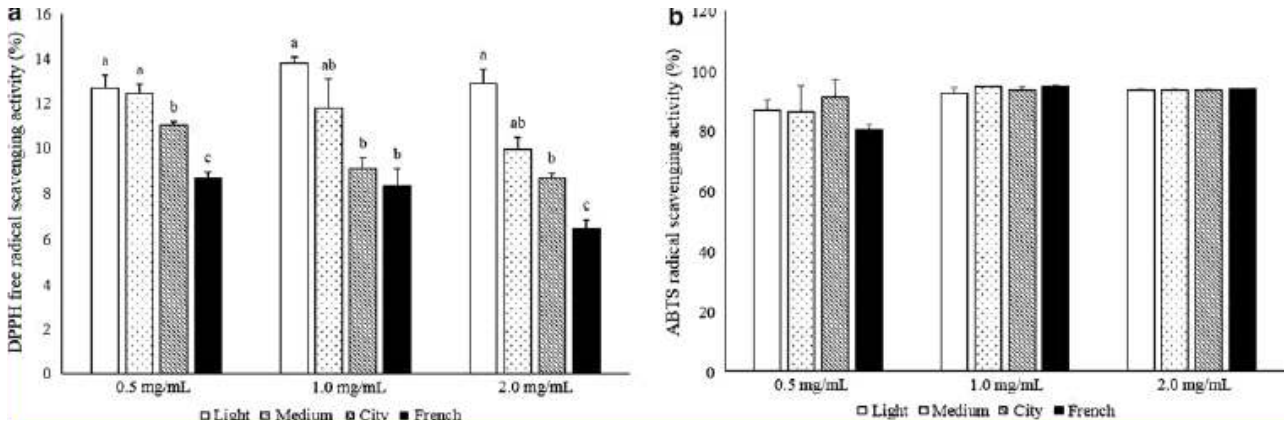 a
DPPH free radical scavenging activity (%)
16
14
12
10
8
6
4
2
0
a
a
b
c
a
ab
b
b
a
ab
b
c
0.5 mg/mL
1.0 mg/mL
2.0 mg/mL
Light
Medium
City
French
b
ABTS radical scavenging activity (%)
120
100
80
60
40
20
0
0.5 mg/mL
1.0 mg/mL
2.0 mg/mL
Light
Medium
City
French